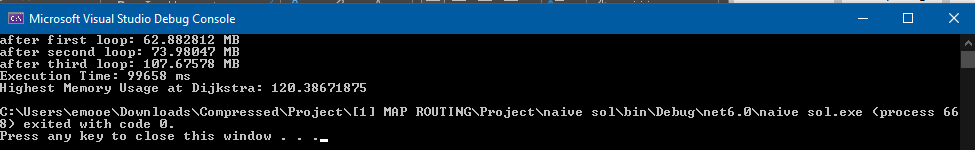 Microsoft Visual Studio Debug Console
after first loop: 62.882812 MB
after second loop: 73.98047 MB
after third loop: 107.67578 MB
Execution Time: 99658 ms
Highest Memory Usage at Dijkstra: 120.38671875
C:\Users\emooe\Downloads\Compressed\Project\[1] MAP ROUTING\Project\naive sol\bin\Debug\net6.0\naive sol.exe (process 66
8) exited with code 0.
Press any key to close this window . . .